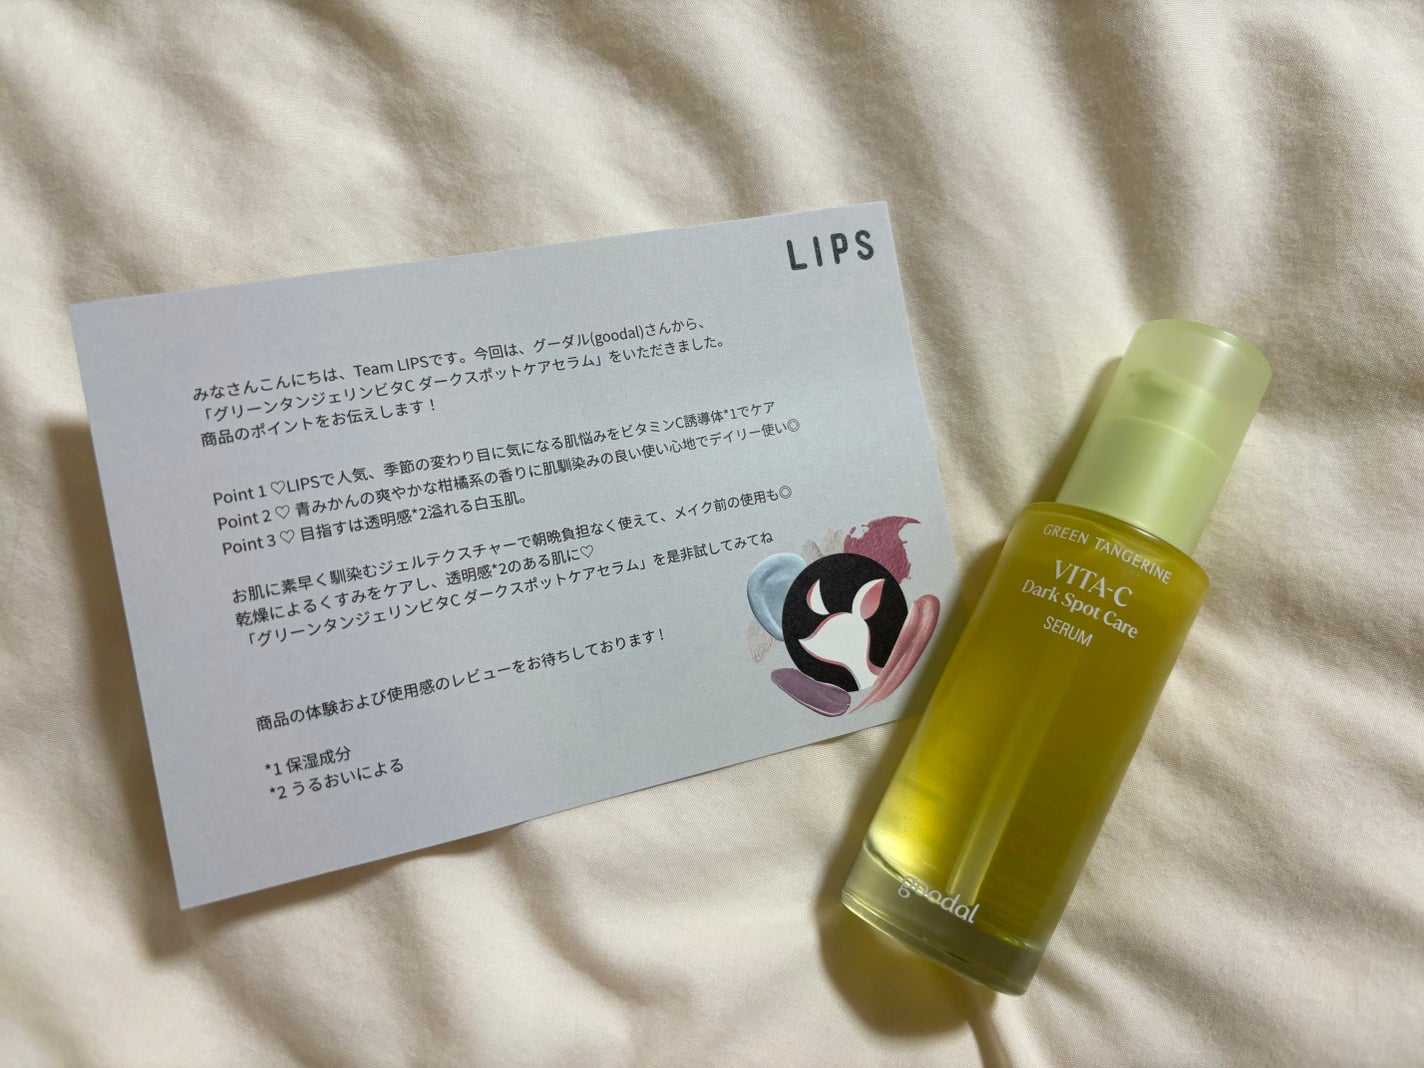 LIPS
みなさんこんにちは、Team LIPSです。今回は、グーダル(goodal)さんから、
「グリーンタンジェリンビタC ダークスポットケアセラム」をいただきました。
商品のポイントをお伝えします！
Point 1 ♡LIPSで人気、季節の変わり目に気になる肌悩みをビタミンC誘導体*1でケア
Point 2 ♡ 青みかんの爽やかな柑橘系の香りに肌馴染みの良い使い心地でデイリー使い◎
Point 3 ♡ 目指すは透明感*2溢れる白玉肌。
お肌に素早く馴染むジェルテクスチャーで朝晩負担なく使えて、メイク前の使用も◎
乾燥によるくすみをケアし、透明感*2のある肌に♡
「グリーンタンジェリンビタC ダークスポットケアセラム」を是非試してみてね
商品の体験および使用感のレビューをお待ちしております！
*1 保湿成分
*2 うるおいによる
GREEN TANGERINE
VITA-C
Dark Spot Care
SERUM
goodal